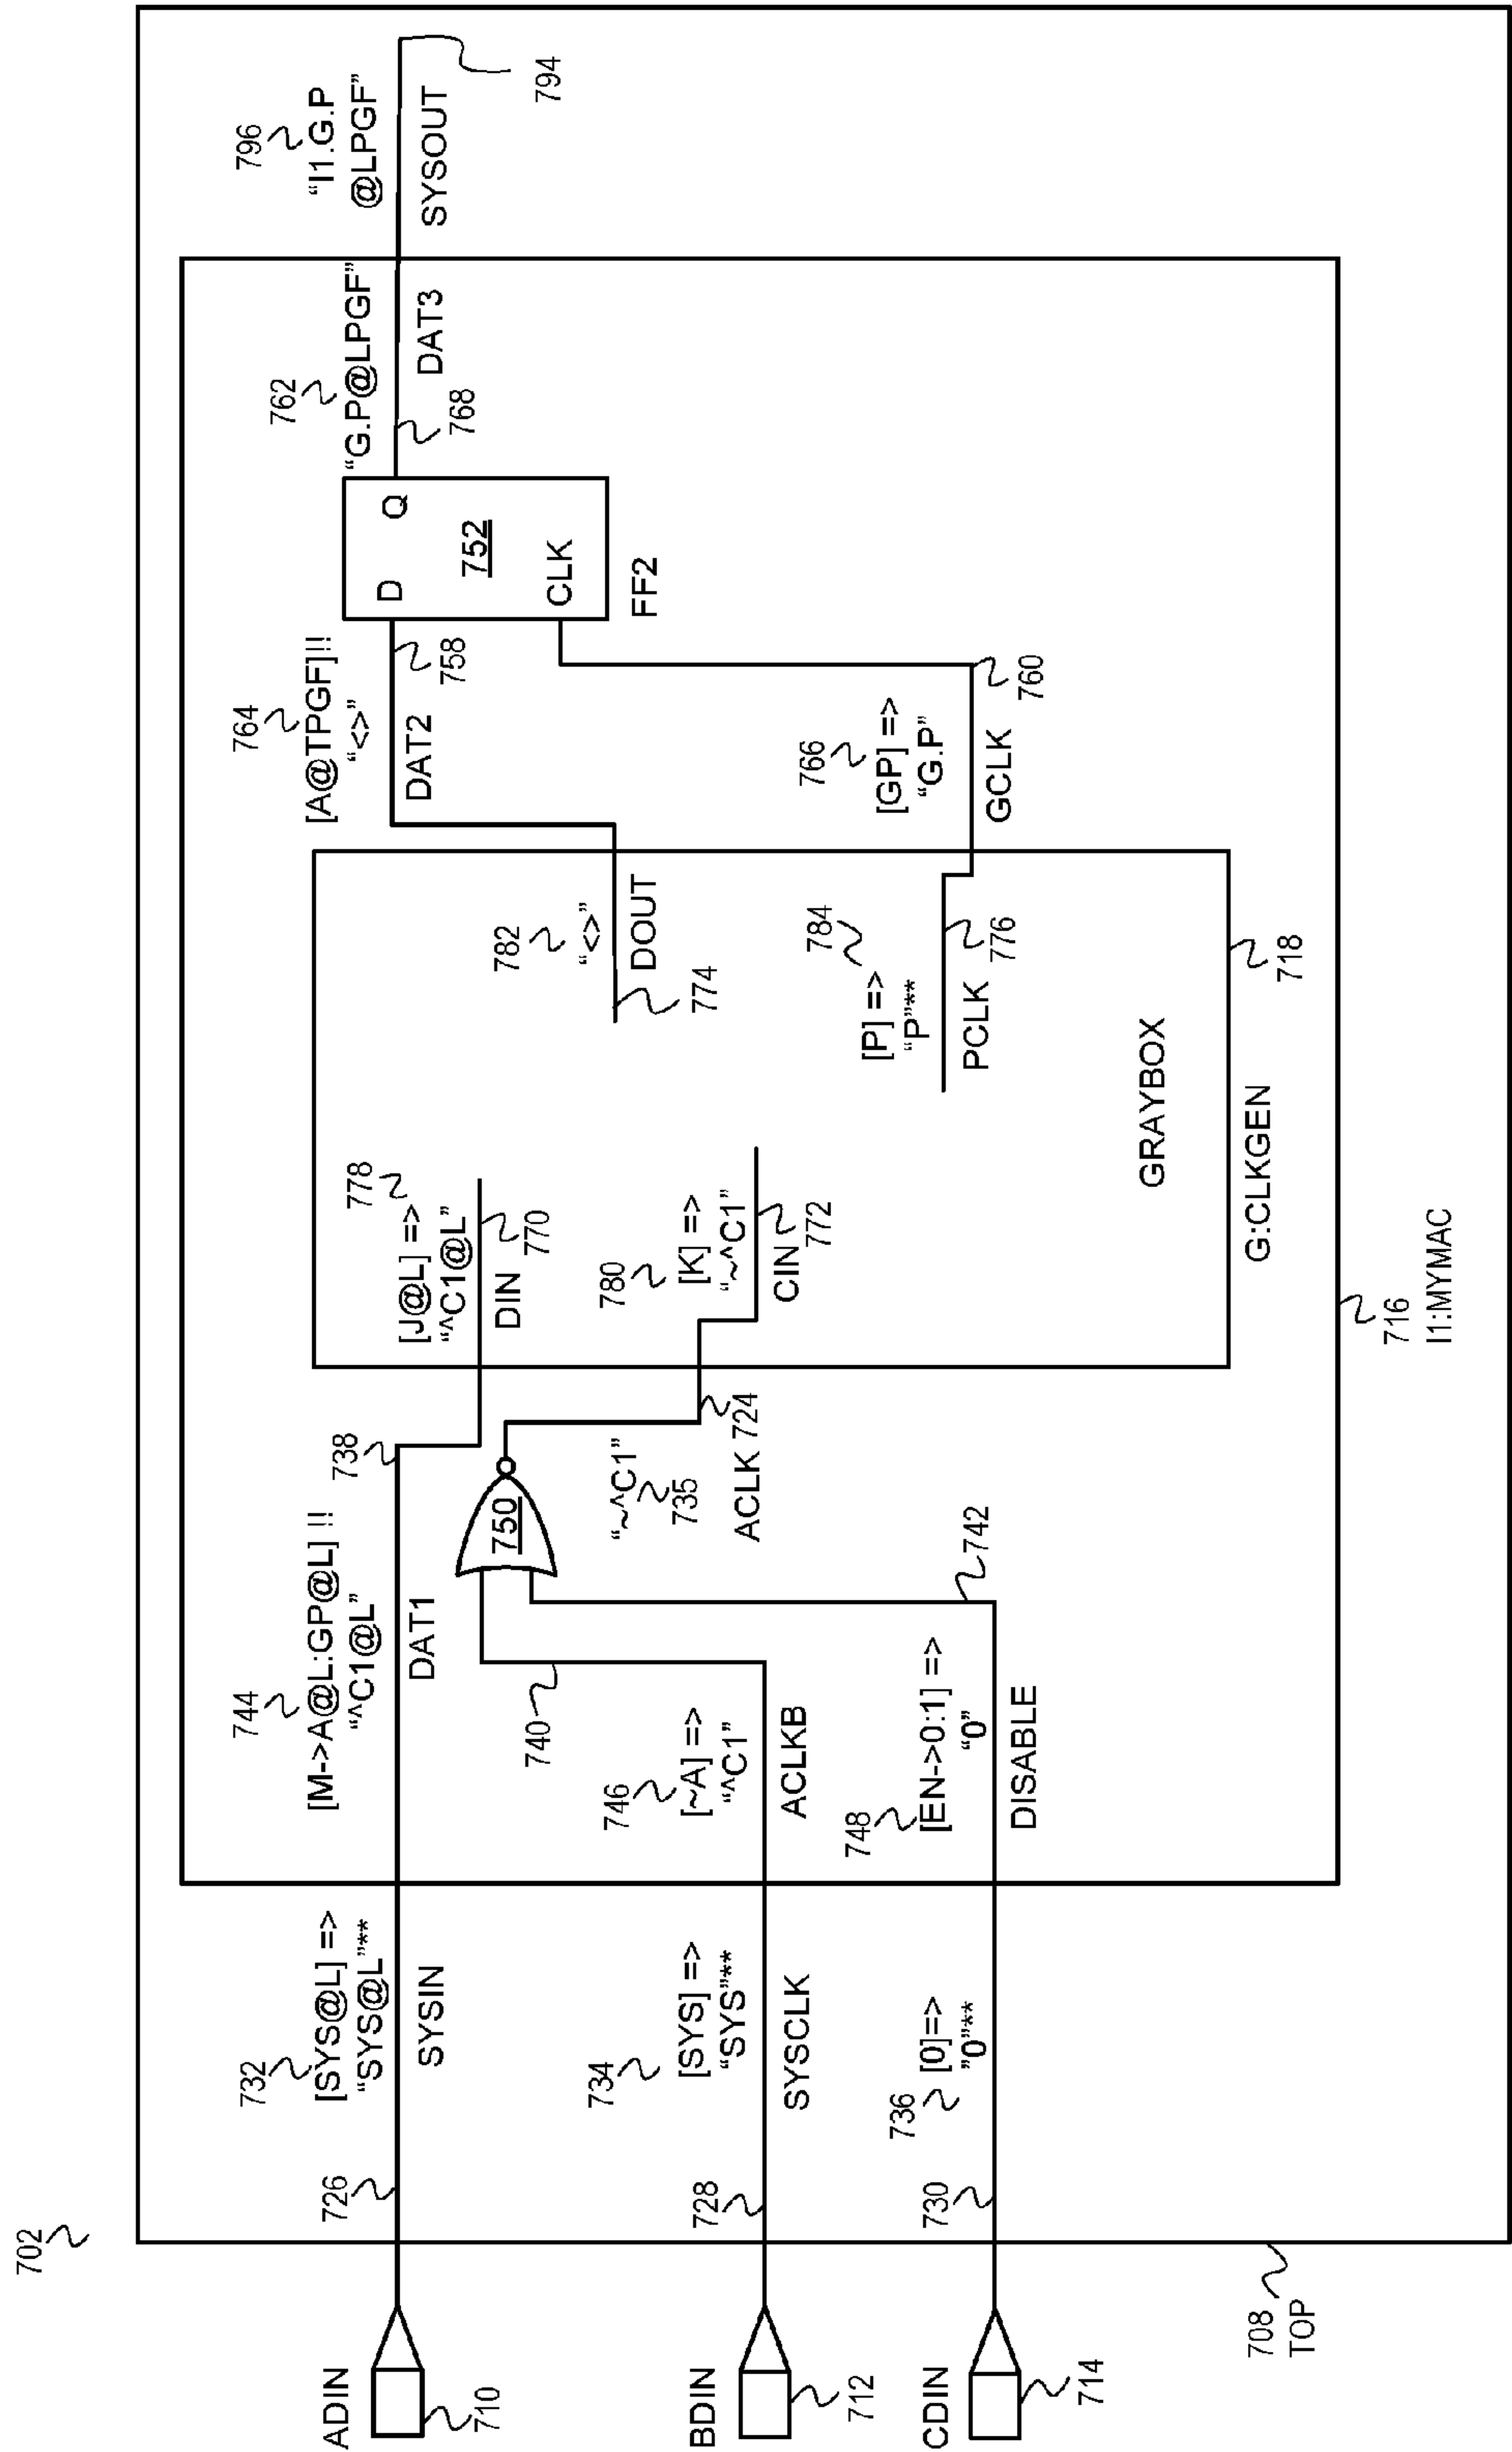 702
708
TOP
ADIN
710
BDIN
712
CDIN
714
726
732
[SYS@L] =>
“SYS@L”**
SYSIN
728
734
[SYS] =>
“SYS”**
SYSCLK
730
736
[0]=>
”0”**
744
[M->A@L:GP@L] !!
“^C1@L”
DAT1
738
740
746
[~A] =>
“^C1”
ACLKB
748
[EN->0:1] =>
“0”
DISABLE
742
750
“~^C1”
735
ACLK 724
778
[J@L] =>
“^C1@L”
770
DIN
780
[K] =>
“~^C1”
CIN
772
782
“<>”
DOUT
774
784
[P] =>
“P”**
PCLK
776
GRAYBOX
718
G:CLKGEN
716
I1:MYMAC
764
[A@TPGF]!!
“<>”
DAT2
758
766
[GP] =>
“G.P”
GCLK
760
D
Q
752
CLK
FF2
762
“G.P@LPGF”
768
DAT3
796
“I1.G.P
@LPGF”
SYSOUT
794